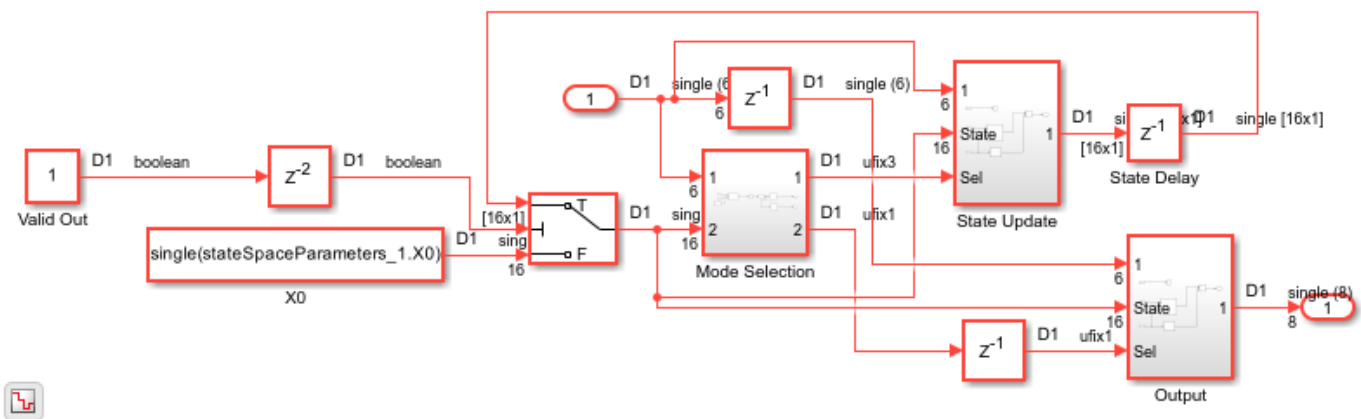 D1
single (6
D1
single (6)
1
z-1
6
1
6
State
16
Sel
1
State Update
D1
[16x1]
z-1
D1
single [16x1]
State Delay
1
Valid Out
D1
boolean
z-2
D1
boolean
[16x1]
T
F
sing
16
D1
single(stateSpaceParameters_1.X0)
D1
X0
sing
16
1
6
2
1
2
Mode Selection
D1
ufix3
D1
ufix1
z-1
D1
ufix1
1
6
State
16
Sel
1
Output
D1
single (8)
8
1